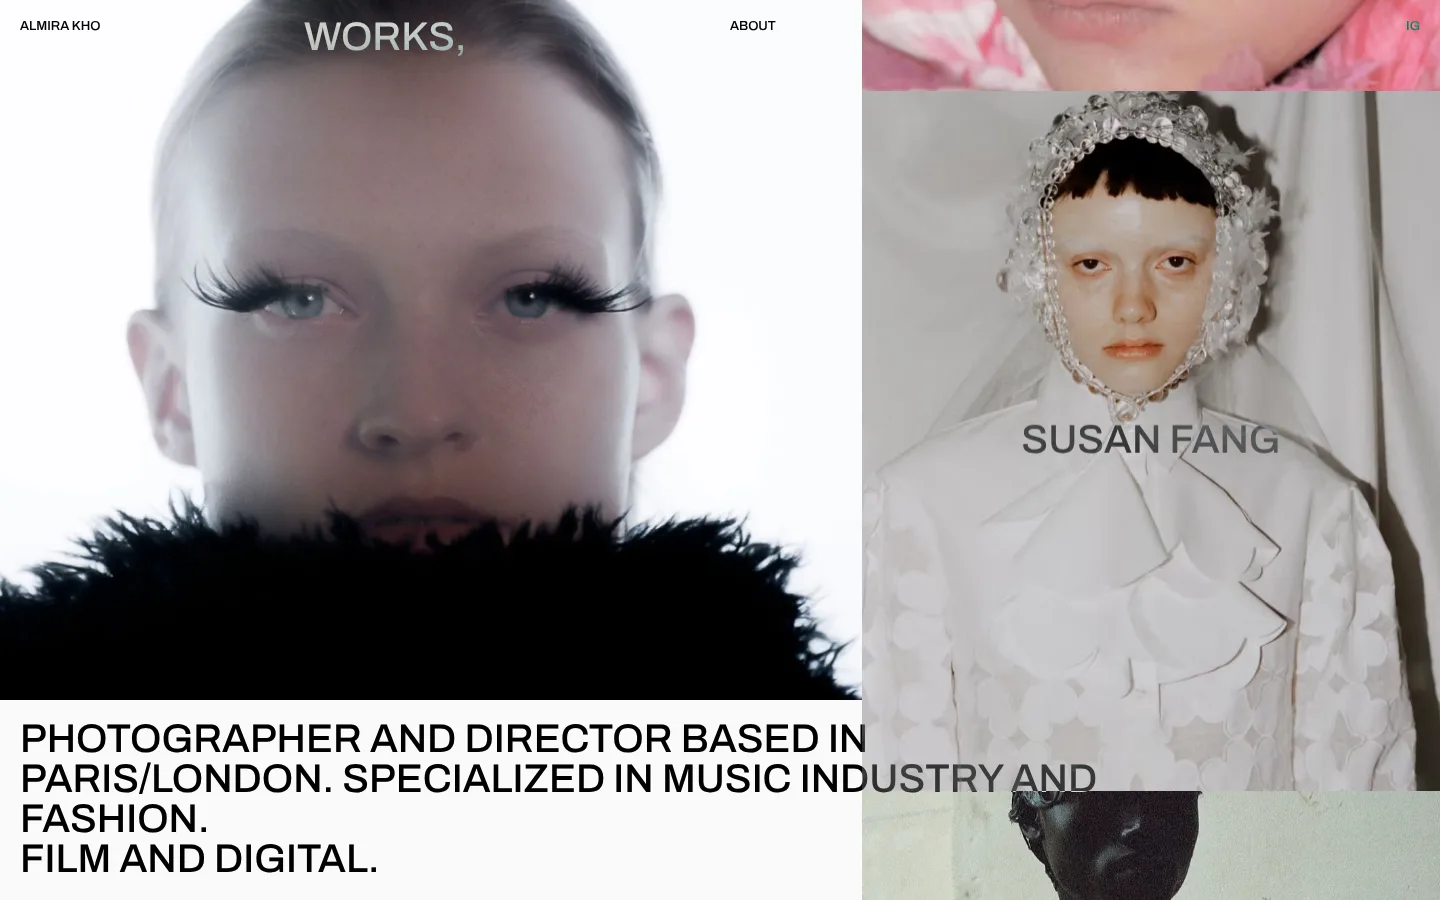 ALMIRA KHO
WORKS,
ABOUT
IG
SUSAN FANG
PHOTOGRAPHER AND DIRECTOR BASED IN
PARIS/LONDON. SPECIALIZED IN MUSIC INDUSTRY AND
FASHION.
FILM AND DIGITAL.